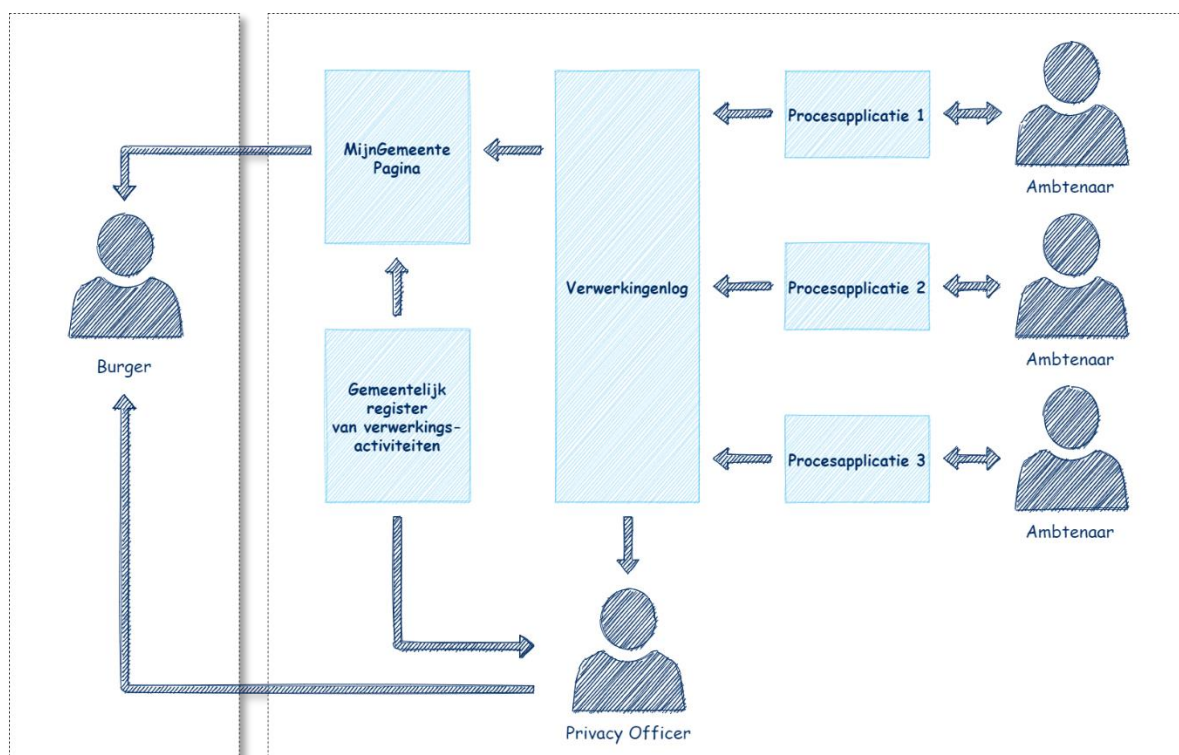 MijnGemeente
Pagina
Verwerkingenlog
Procesapplicatie 1
Ambtenaar
Procesapplicatie 2
Ambtenaar
Burger
Gemeentelijk
register
van verwerkings-
activiteiten
Procesapplicatie 3
Ambtenaar
Privacy Officer